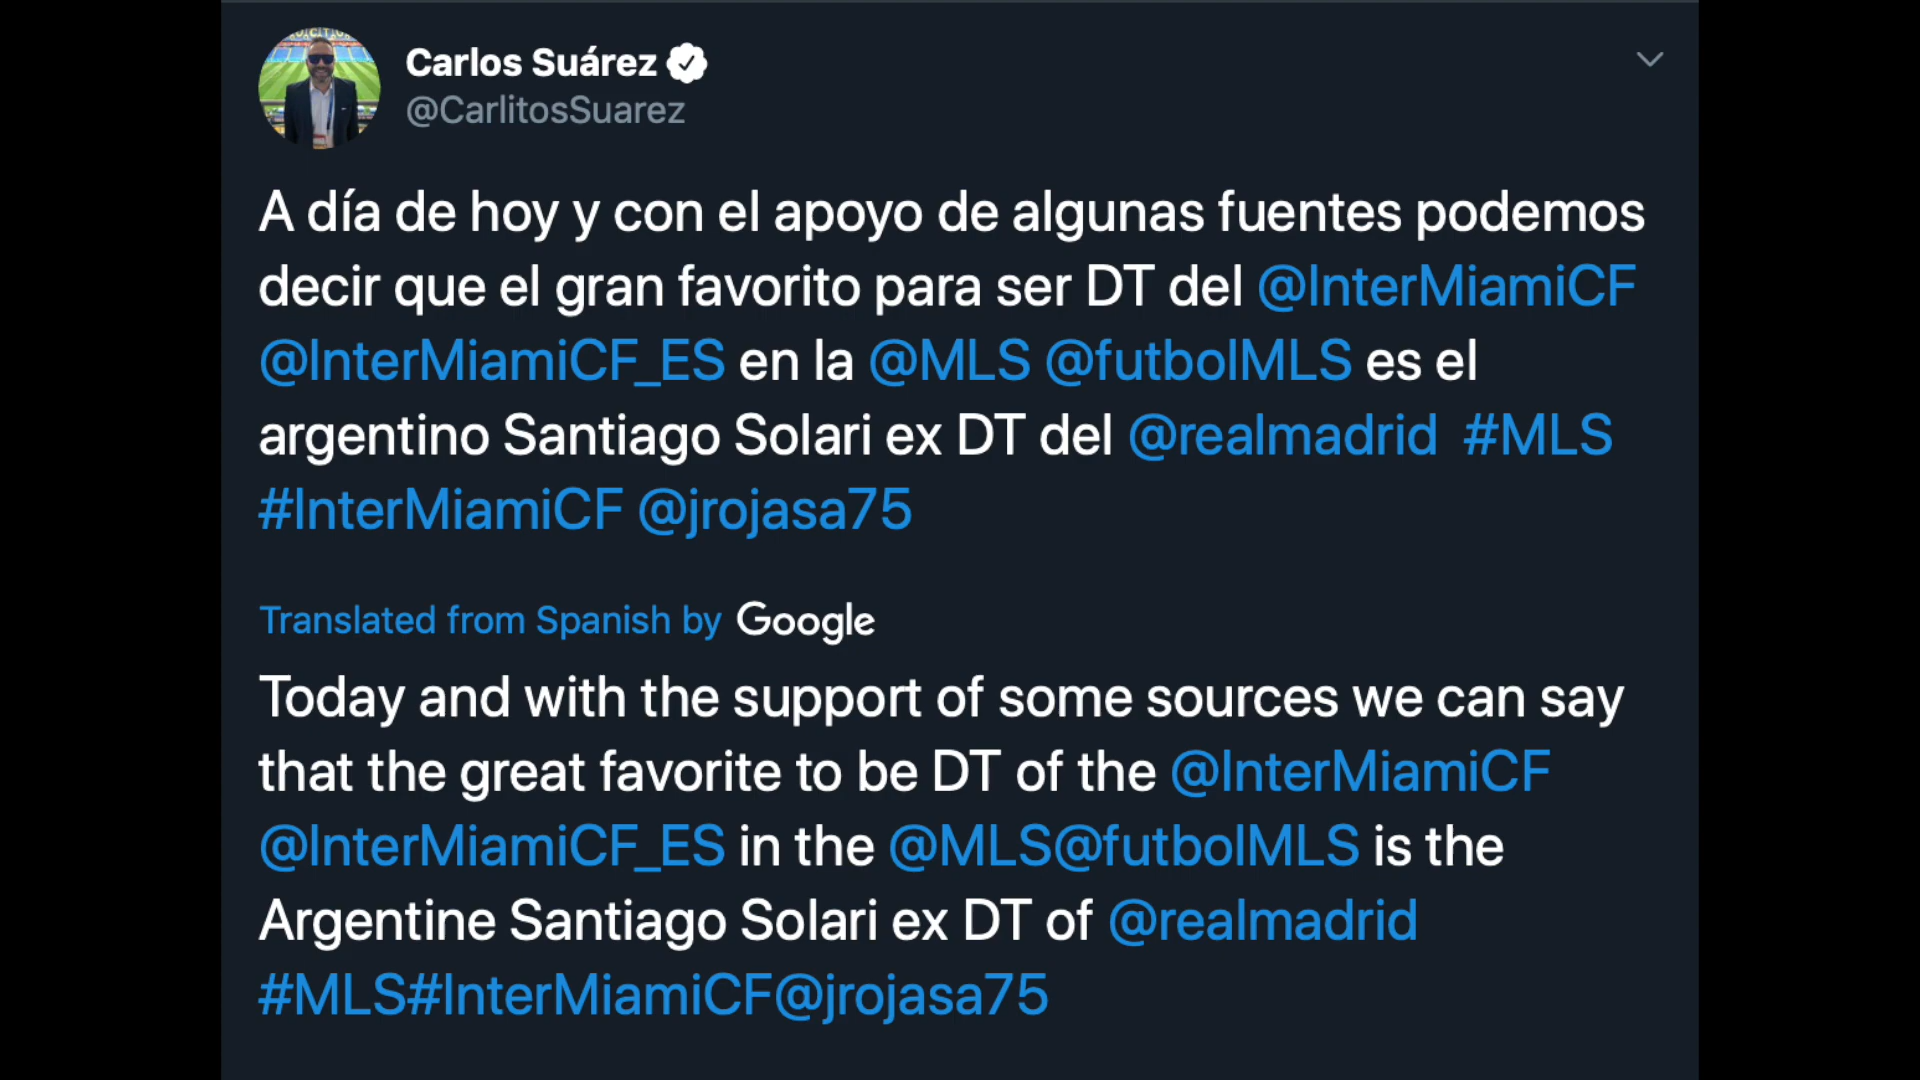 Carlos Suárez
@CarlitosSuarez
A día de hoy y con el apoyo de algunas fuentes podemos
decir que el gran favorito para ser DT del @InterMiamiCF
@InterMiamiCF_ES en la @MLS @futbolMLS es el
argentino Santiago Solari ex DT del @realmadrid #MLS
#InterMiamiCF @jrojasa75
Translated from Spanish by Google
Today and with the support of some sources we can say
that the great favorite to be DT of the @InterMiamiCF
@InterMiamiCF_ES in the @MLS@futbolMLS is the
Argentine Santiago Solari ex DT of @realmadrid
#MLS#InterMiamiCF@jrojasa75